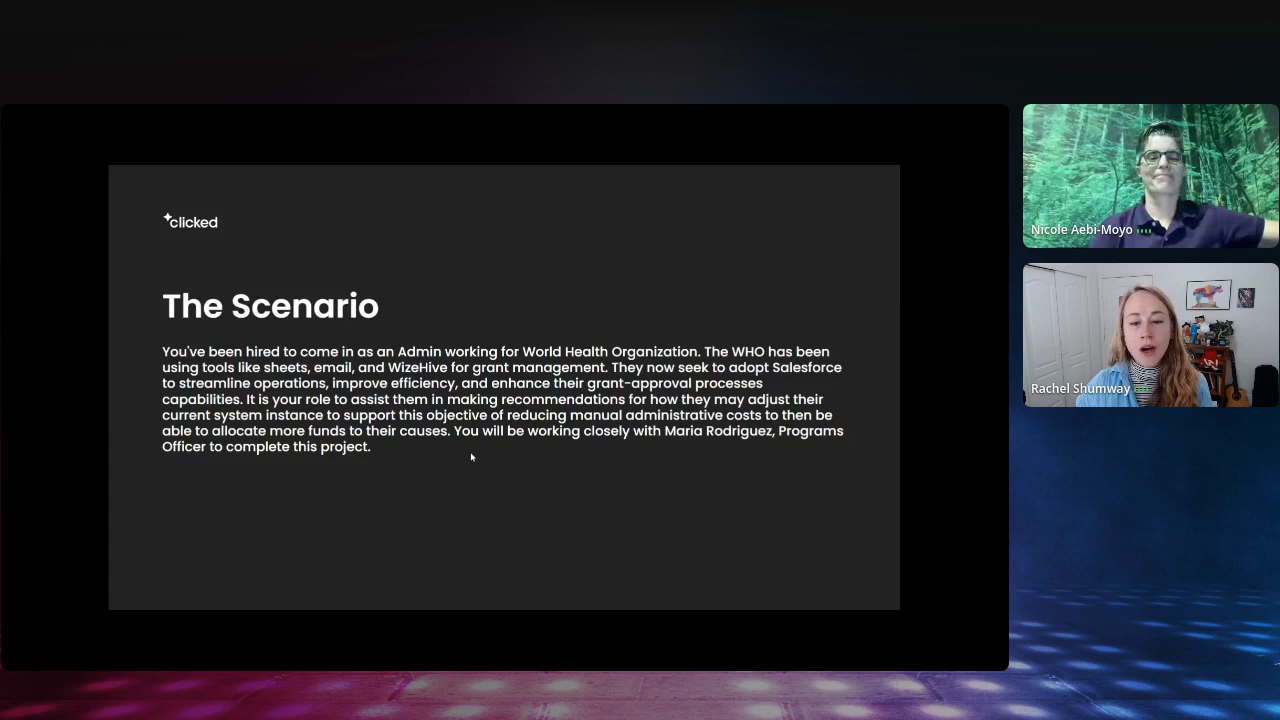 clicked
The Scenario
You've been hired to come in as an Admin working for World Health Organization. The WHO has been
using tools like sheets, email, and WizeHive for grant management. They now seek to adopt Salesforce
to streamline operations, improve efficiency, and enhance their grant-approval processes
capabilities. It is your role to assist them in making recommendations for how they may adjust their
current system instance to support this objective of reducing manual administrative costs to then be
able to allocate more funds to their causes. You will be working closely with Maria Rodriguez, Programs
Officer to complete this project.
Nicole Aebi-Moyo
Rachel Shumway